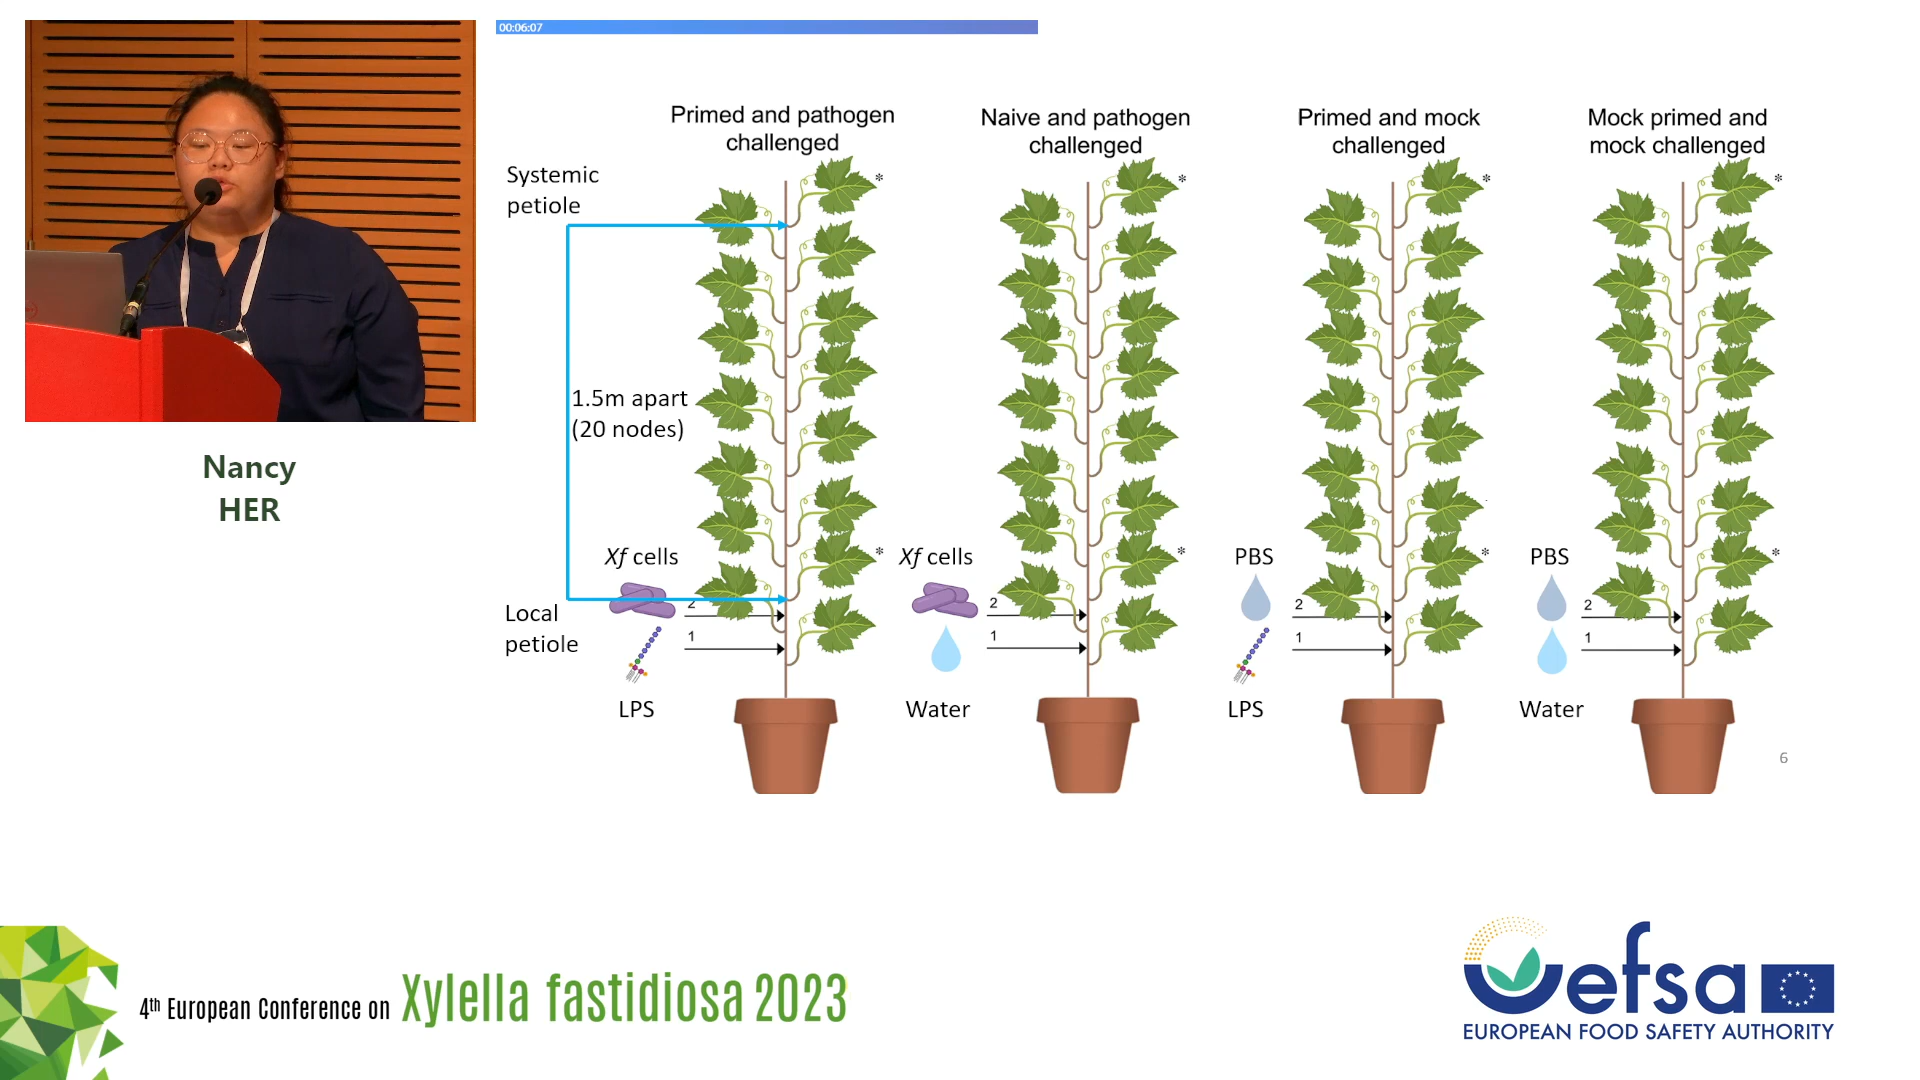 00:06:07
Nancy
HER
Primed and pathogen
challenged
Naive and pathogen
challenged
Primed and mock
challenged
Mock primed and
mock challenged
Systemic
petiole
*
*
*
*
1.5m apart
(20 nodes)
Xf cells
*
Xf cells
*
PBS
*
PBS
*
Local
petiole
2
1
2
1
2
1
2
1
LPS
Water
LPS
Water
6
4th European Conference on Xylella fastidiosa 2023
efsa
EUROPEAN FOOD SAFETY AUTHORITY